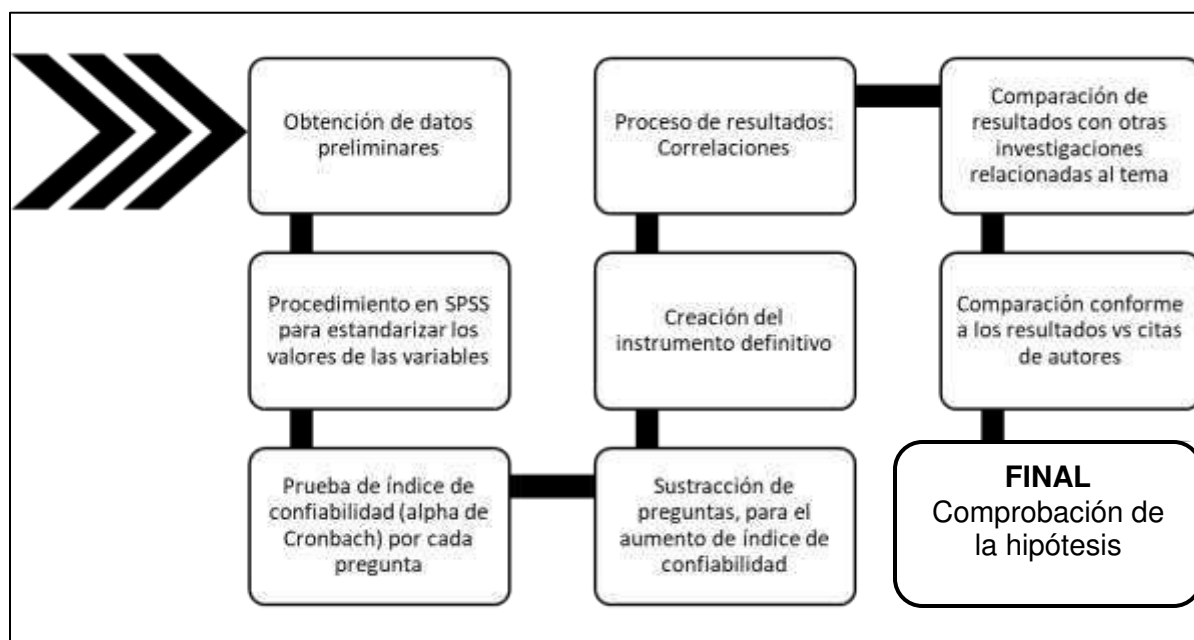 Obtención de datos
preliminares
Procedimiento en SPSS
para estandarizar los
valores de las variables
Prueba de índice de
confiabilidad (alpha de
Cronbach) por cada
pregunta
Sustracción de
preguntas, para el
aumento de índice de
confiabilidad
Creación del
instrumento definitivo
Proceso de resultados:
Correlaciones
Comparación de
resultados con otras
investigaciones
relacionadas al tema
Comparación conforme
a los resultados vs citas
de autores
FINAL
Comprobación de
la hipótesis